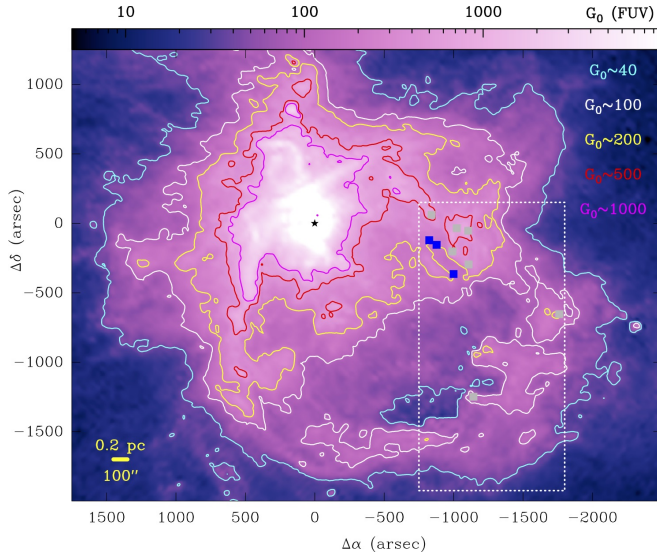 10 100 1000 G₀ (FUV)
G₀~40
G₀~100
G₀~200
G₀~500
G₀~1000
1000
500
0
−500
−1000
−1500
Δδ (arsec)
0.2 pc
100″
1500 1000 500 0 −500 −1000 −1500 −2000
Δα (arsec)